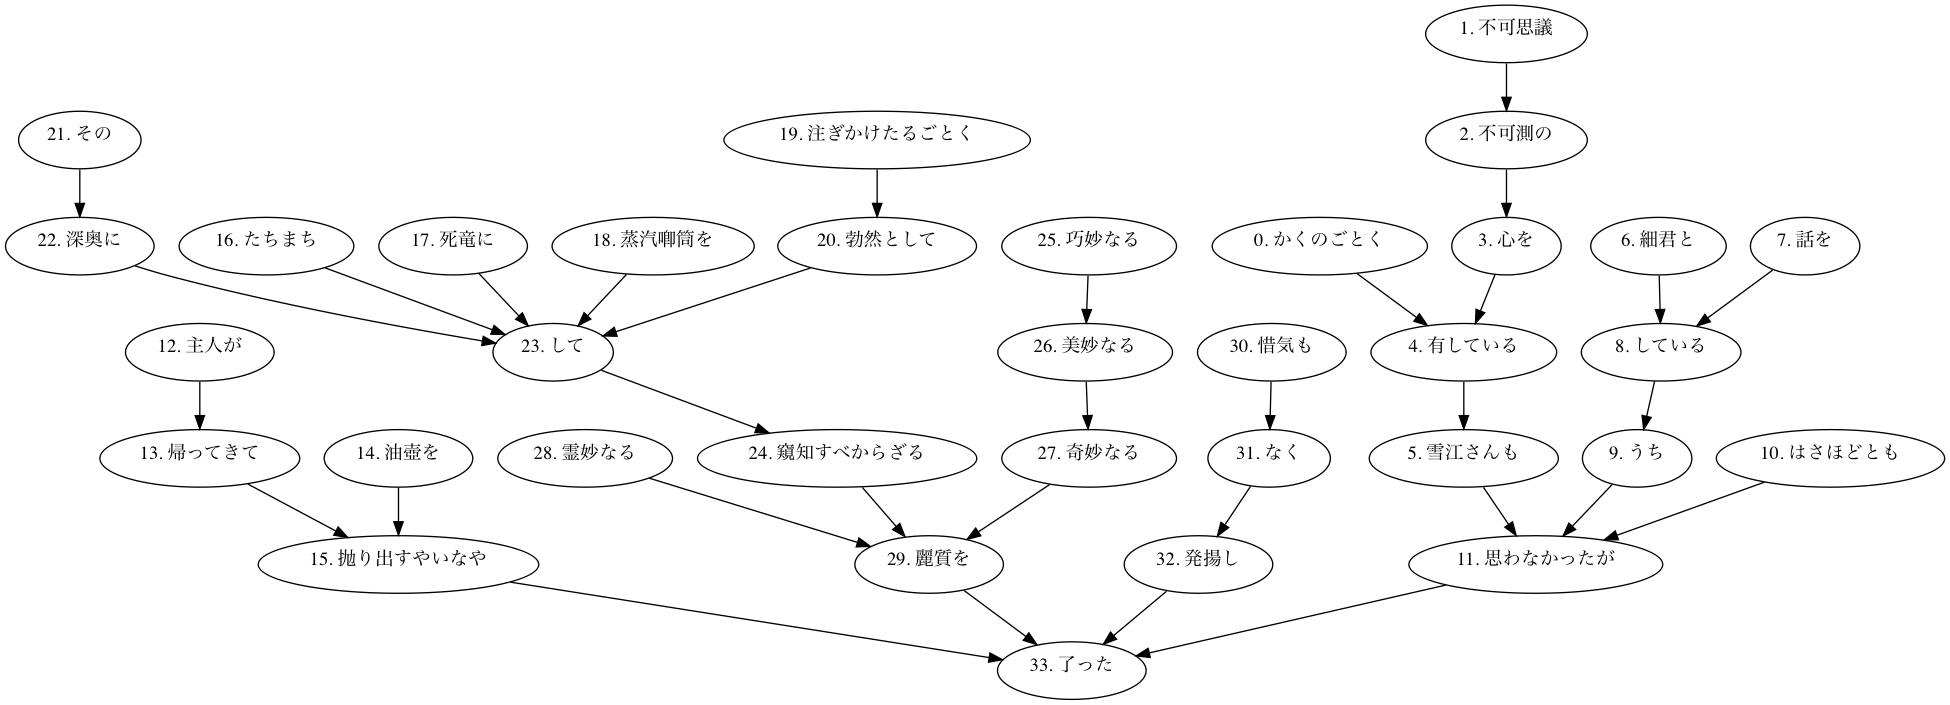 1. 不可思議
21. その
19. 注ぎかけたるごとく
2. 不可測の
22. 深奥に
16. たちまち
17. 死竜に
18. 蒸汽喞筒を
20. 勃然として
25. 巧妙なる
0. かくのごとく
3. 心を
6. 細君と
7. 話を
12. 主人が
23. して
26. 美妙なる
30. 惜気も
4. 有している
8. している
13. 帰ってきて
14. 油壺を
28. 霊妙なる
24. 窺知すべからざる
27. 奇妙なる
31. なく
5. 雪江さんも
9. うち
10. はさほどとも
15. 抛り出すやいなや
29. 麗質を
32. 発揚し
11. 思わなかったが
33. 了った